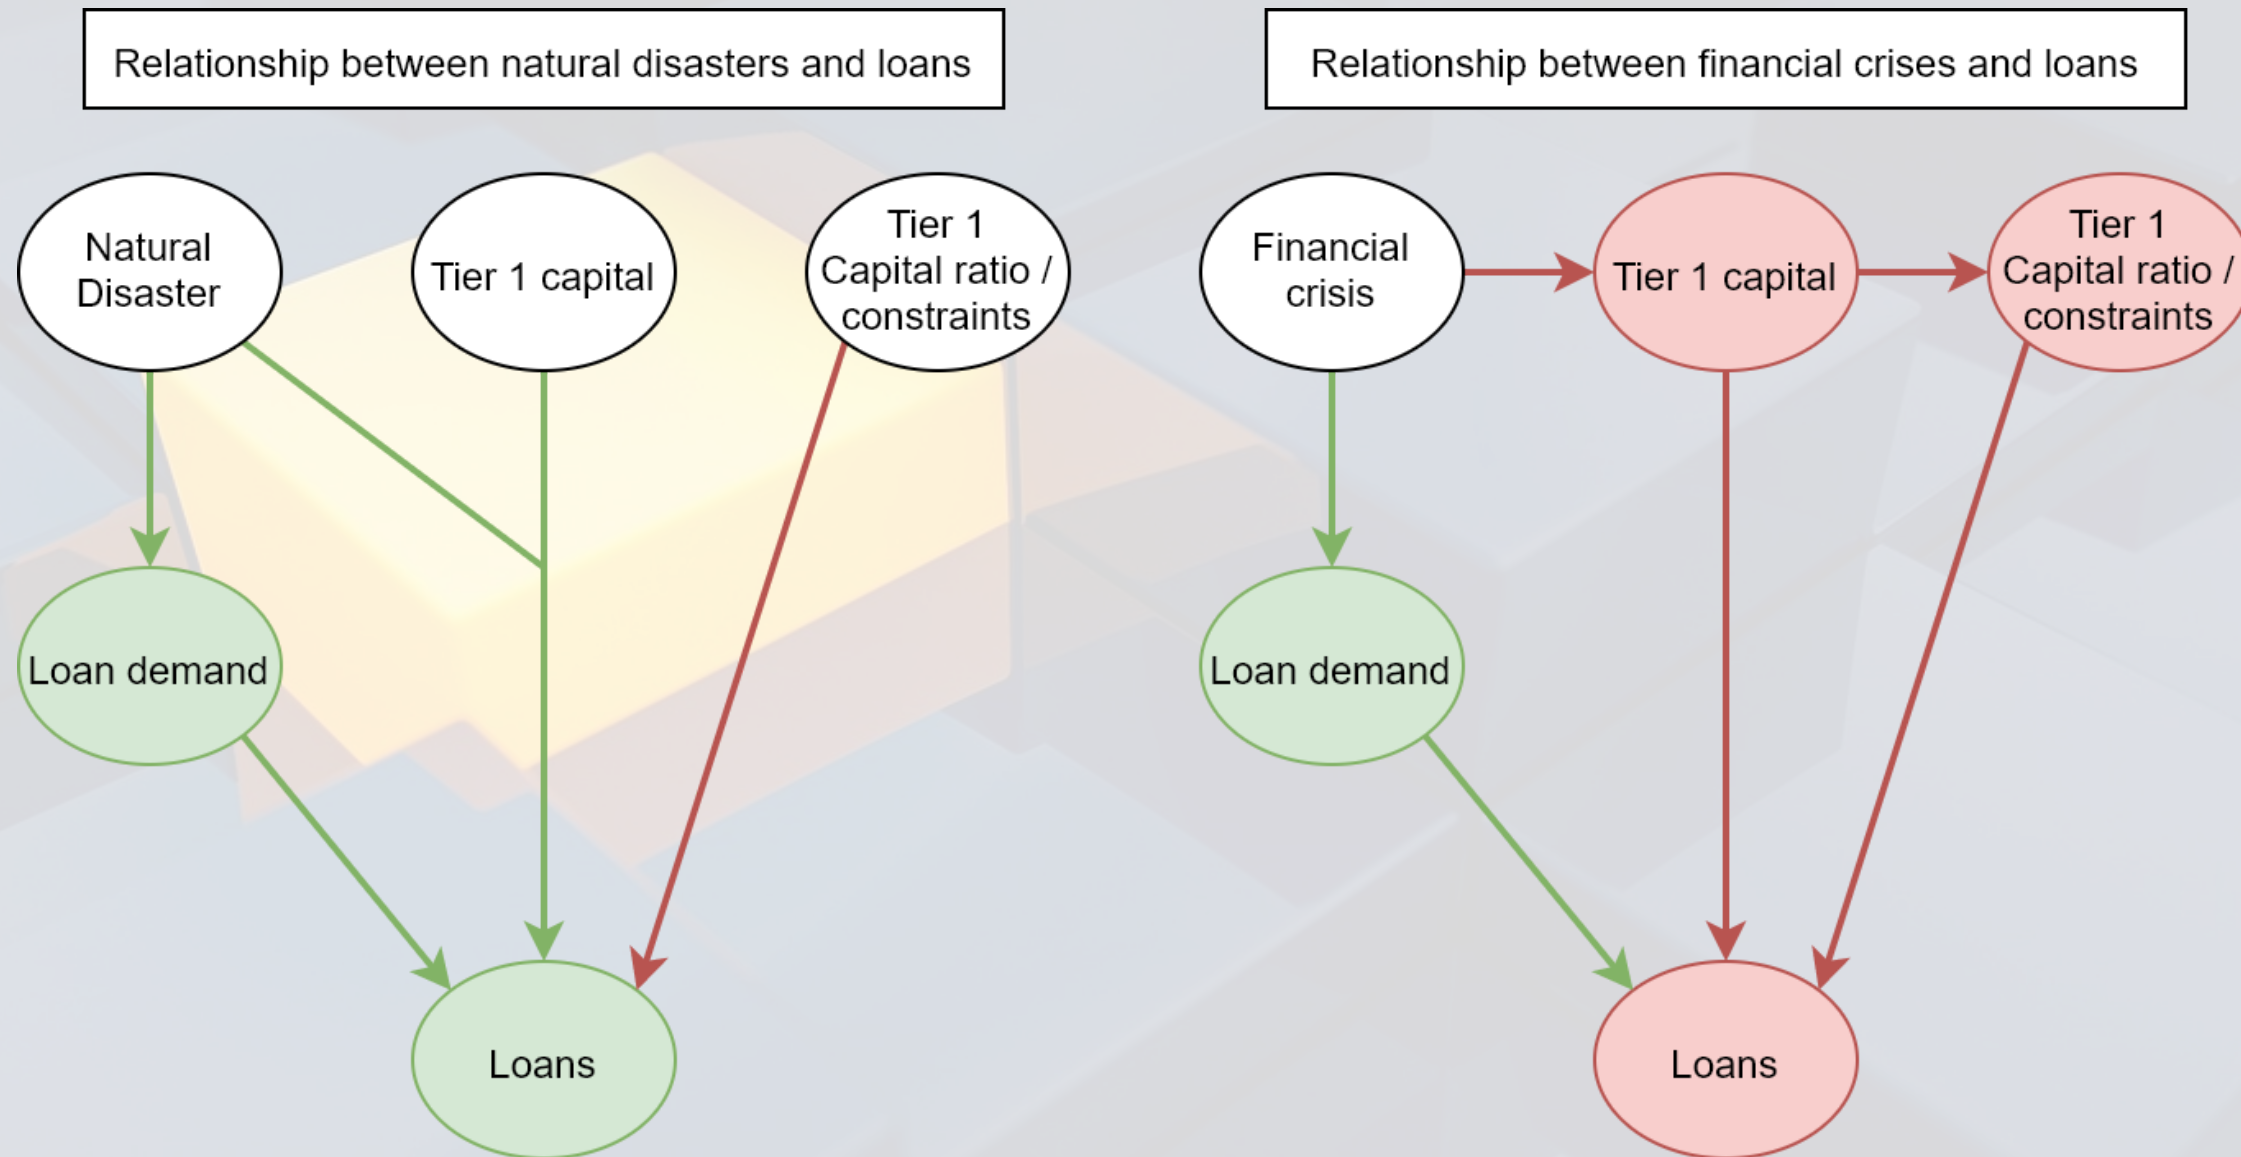 Relationship between natural disasters and loans
Natural
Disaster
Tier 1 capital
Tier 1
Capital ratio /
constraints
Loan demand
Loans
Relationship between financial crises and loans
Financial
crisis
Tier 1 capital
Tier 1
Capital ratio /
constraints
Loan demand
Loans